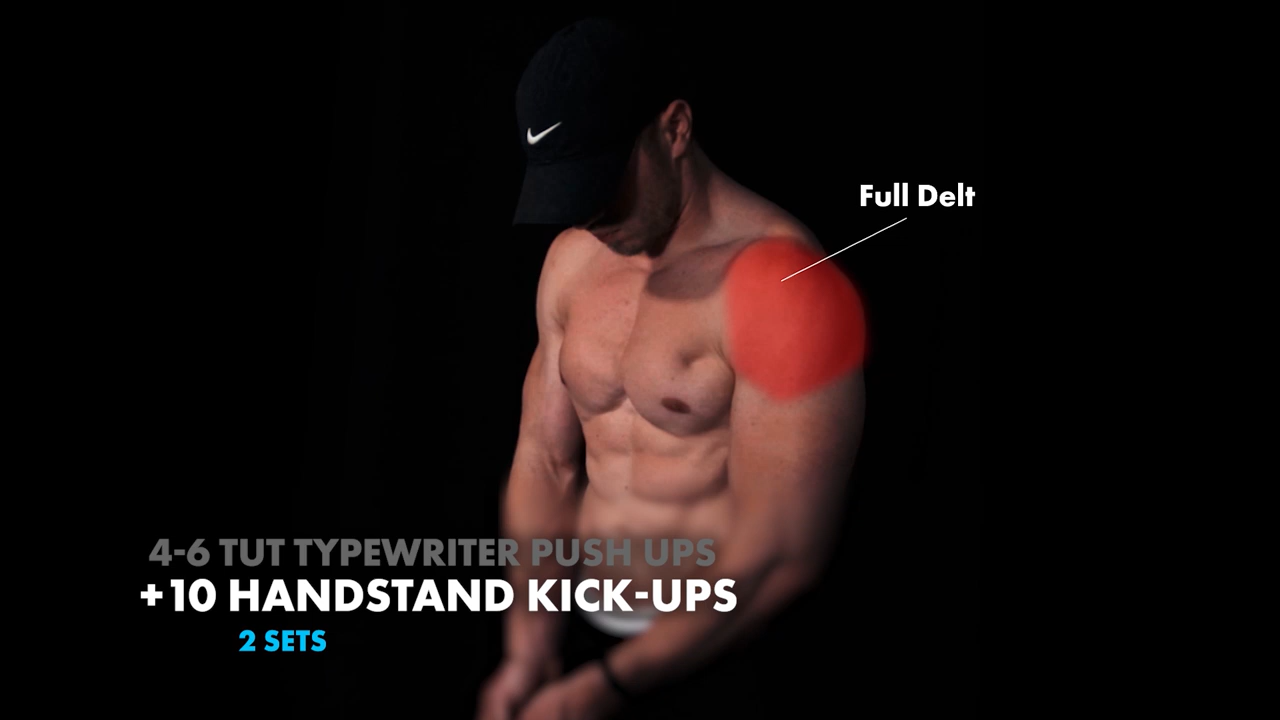 Full Delt
4-6 TUT TYPEWRITER PUSH UPS
+10 HANDSTAND KICK-UPS
2 SETS